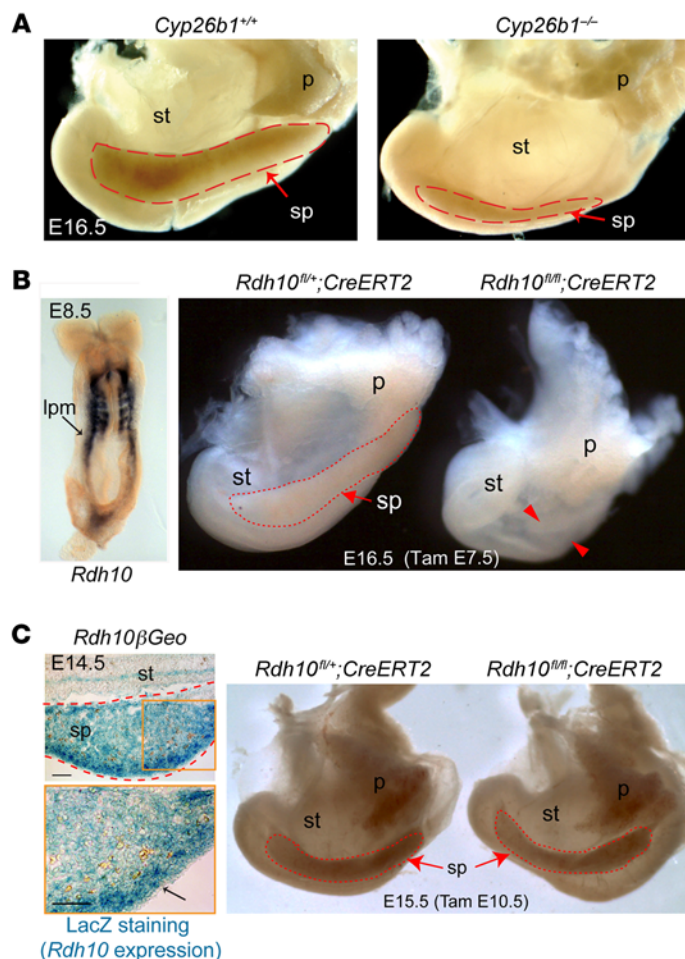 A
Cyp26b1+/+
Cyp26b1–/–
st
p
sp
E16.5
p
st
sp
B
E8.5
lpm
Rdh10
Rdh10fl/+;CreERT2
Rdh10fl/fl;CreERT2
p
st
sp
p
st
E16.5 (Tam E7.5)
C
Rdh10βGeo
E14.5
st
sp
LacZ staining
(Rdh10 expression)
Rdh10fl/+;CreERT2
Rdh10fl/fl;CreERT2
p
st
p
st
sp
E15.5 (Tam E10.5)